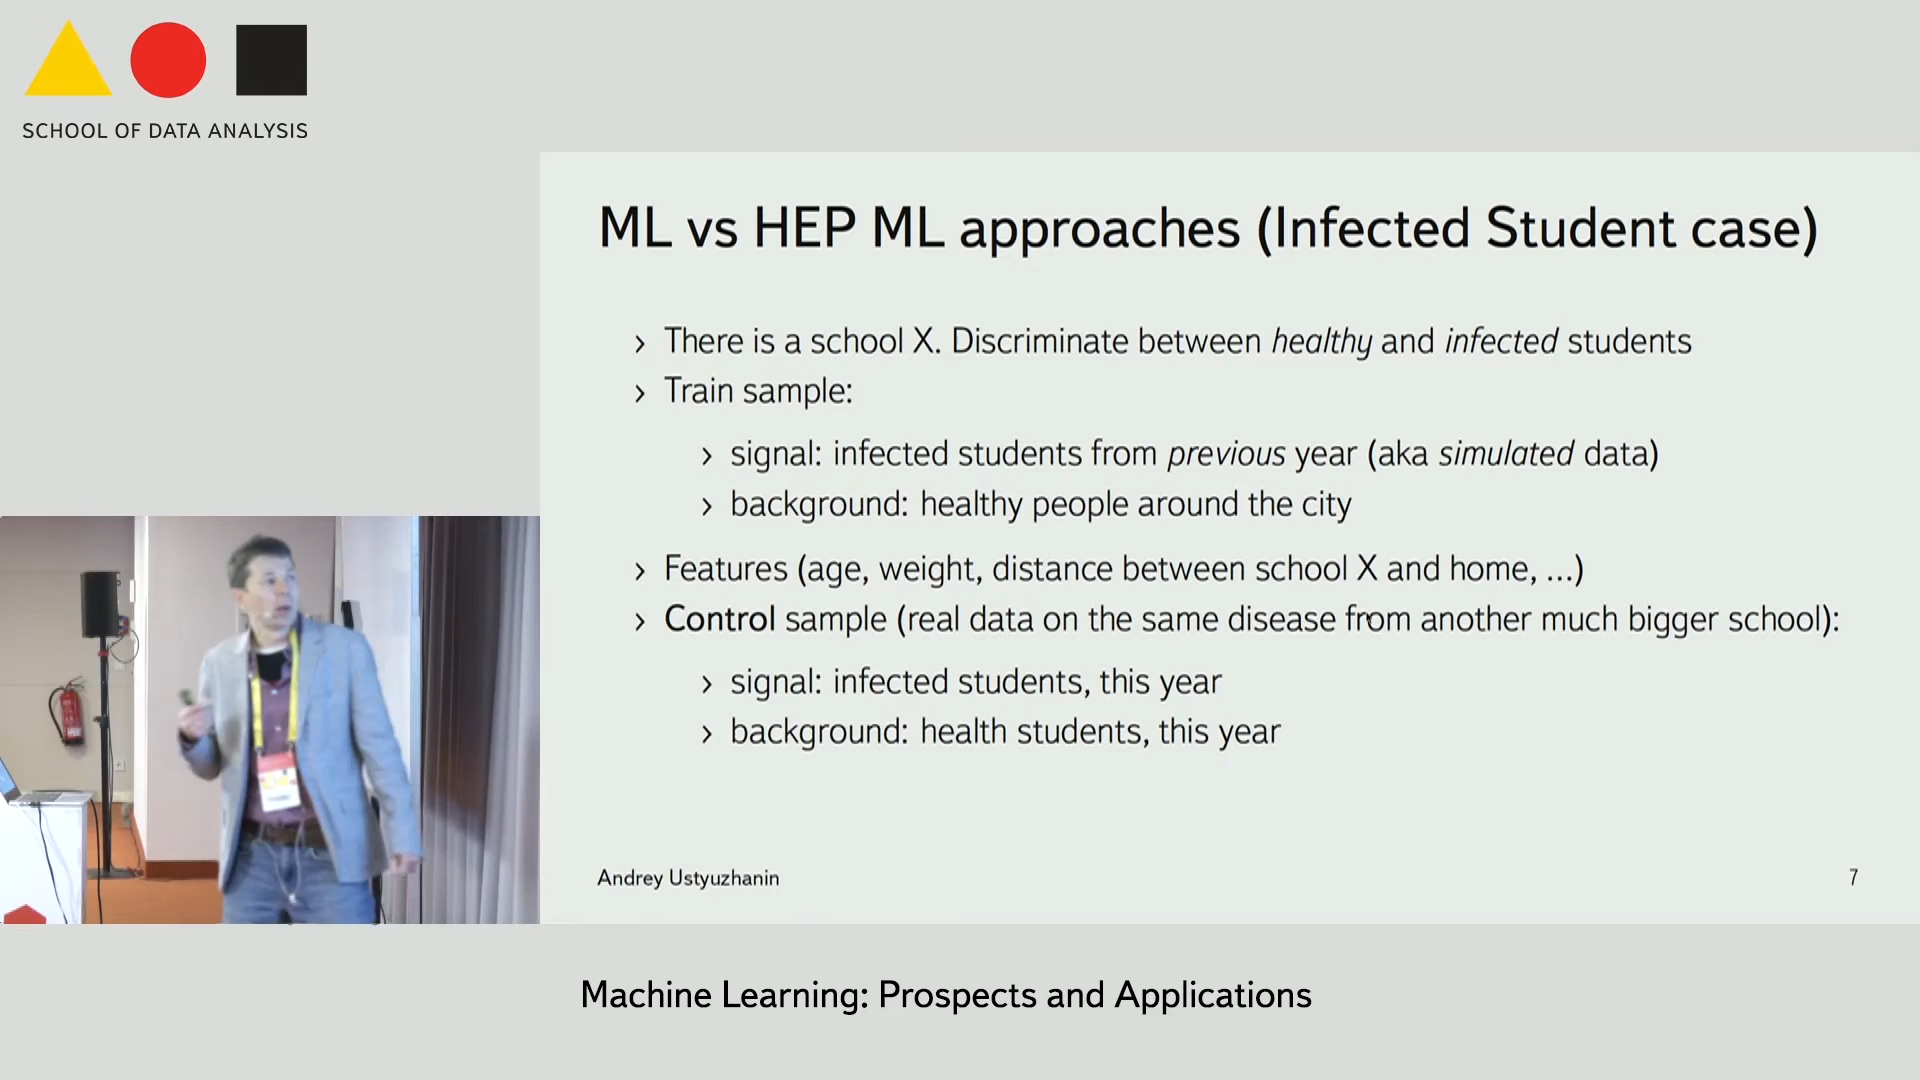 SCHOOL OF DATA ANALYSIS
ML vs HEP ML approaches (Infected Student case)
› There is a school X. Discriminate between healthy and infected students
› Train sample:
› signal: infected students from previous year (aka simulated data)
› background: healthy people around the city
› Features (age, weight, distance between school X and home, ...)
› Control sample (real data on the same disease from another much bigger school):
› signal: infected students, this year
› background: health students, this year
Andrey Ustyuzhanin
7
Machine Learning: Prospects and Applications